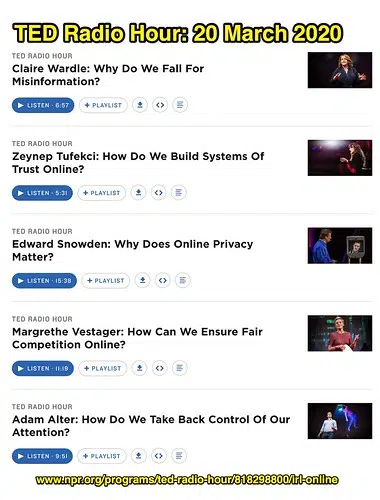 TED Radio Hour: 20 March 2020
TED RADIO HOUR
Claire Wardle: Why Do We Fall For
Misinformation?
LISTEN · 6:57
+ PLAYLIST
TED RADIO HOUR
Zeynep Tufekci: How Do We Build Systems Of
Trust Online?
LISTEN · 5:31
+ PLAYLIST
TED RADIO HOUR
Edward Snowden: Why Does Online Privacy
Matter?
LISTEN · 15:38
+ PLAYLIST
TED RADIO HOUR
Margrethe Vestager: How Can We Ensure Fair
Competition Online?
LISTEN · 11:19
+ PLAYLIST
TED RADIO HOUR
Adam Alter: How Do We Take Back Control Of Our
Attention?
LISTEN · 9:51
+ PLAYLIST
www.npr.org/programs/ted-radio-hour/818298800/irl-online